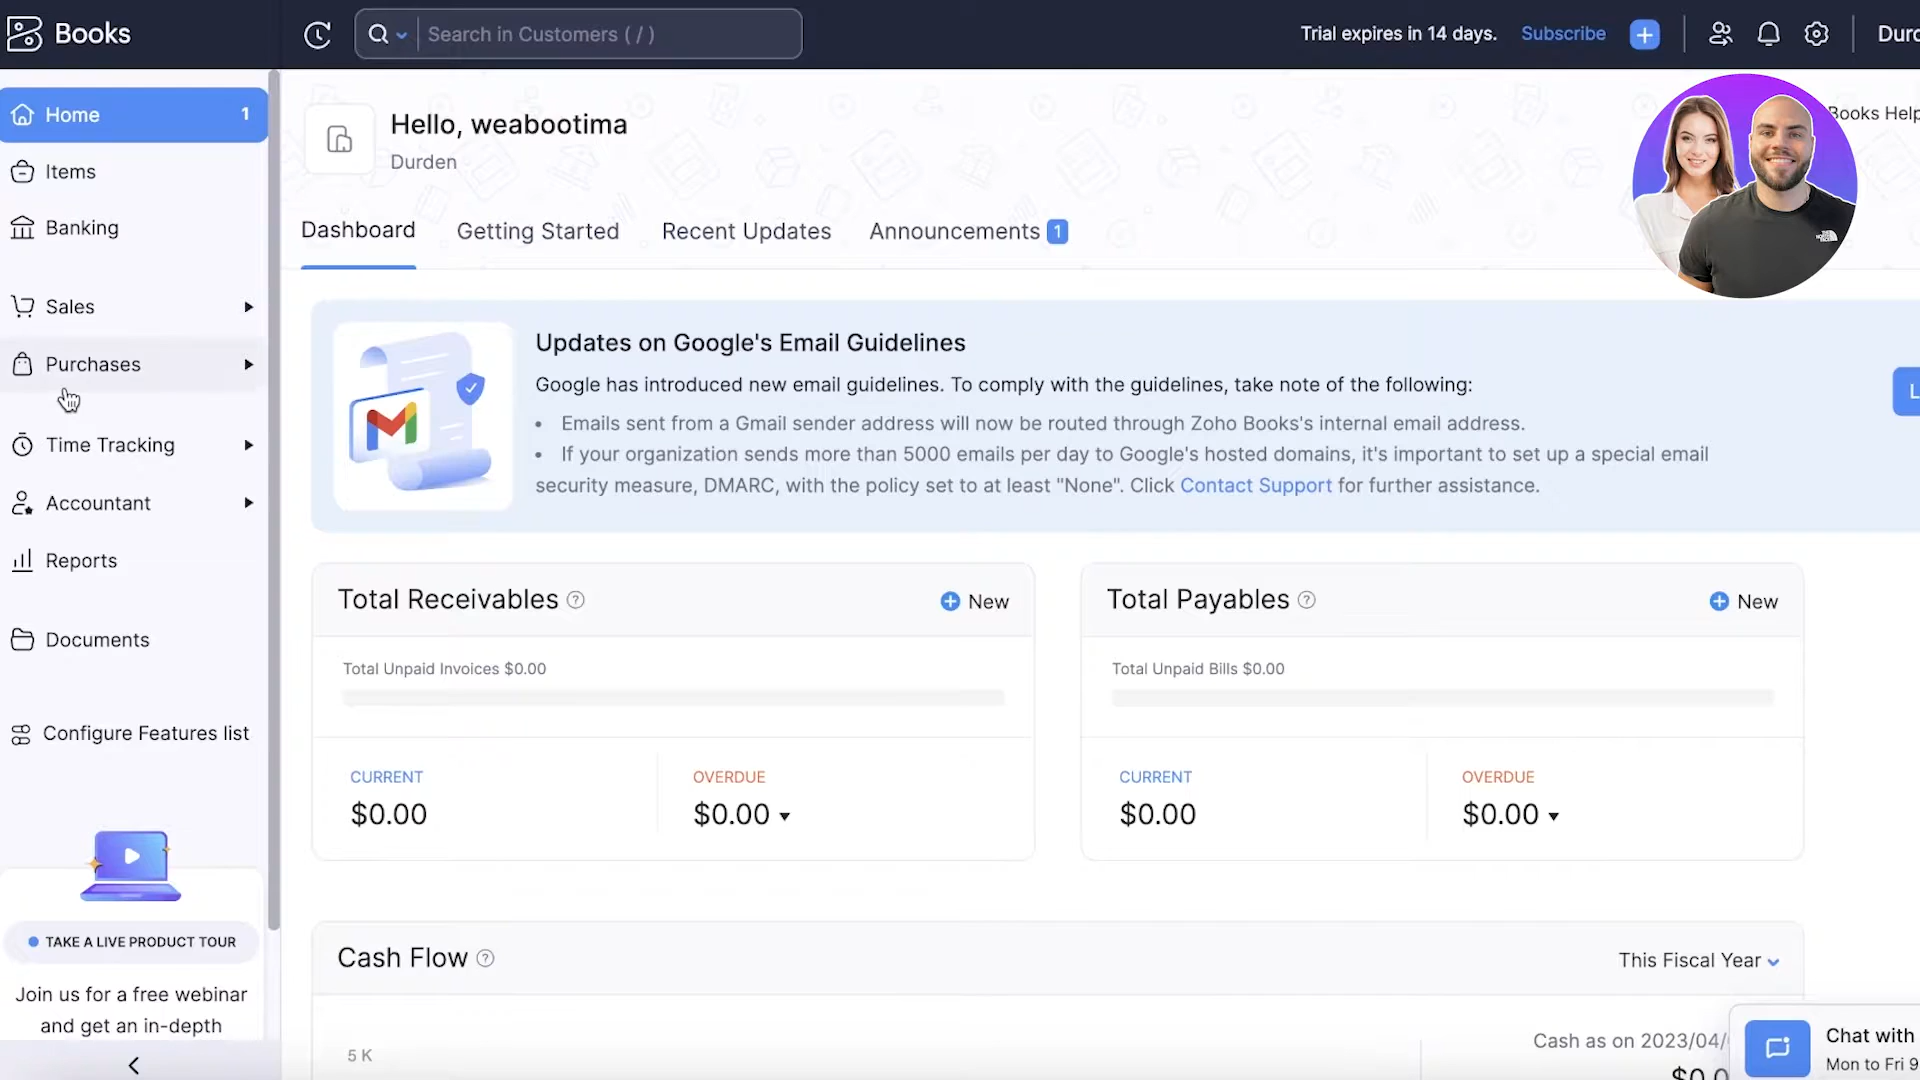 Books
Search in Customers ( / )
Trial expires in 14 days.
Subscribe
Durd
Home 1
Items
Banking
Sales
Purchases
Time Tracking
Accountant
Reports
Documents
Configure Features list
TAKE A LIVE PRODUCT TOUR
Join us for a free webinar
and get an in-depth
Hello, weabootima
Durden
Books Help
Dashboard
Getting Started
Recent Updates
Announcements 1
Updates on Google's Email Guidelines
Google has introduced new email guidelines. To comply with the guidelines, take note of the following:
• Emails sent from a Gmail sender address will now be routed through Zoho Books's internal email address.
• If your organization sends more than 5000 emails per day to Google's hosted domains, it's important to set up a special email
security measure, DMARC, with the policy set to at least "None". Click Contact Support for further assistance.
L
Total Receivables
New
Total Unpaid Invoices $0.00
CURRENT
$0.00
OVERDUE
$0.00
Total Payables
New
Total Unpaid Bills $0.00
CURRENT
$0.00
OVERDUE
$0.00
Cash Flow
This Fiscal Year
5 K
Cash as on 2023/04/
$0.0
Chat with
Mon to Fri 9